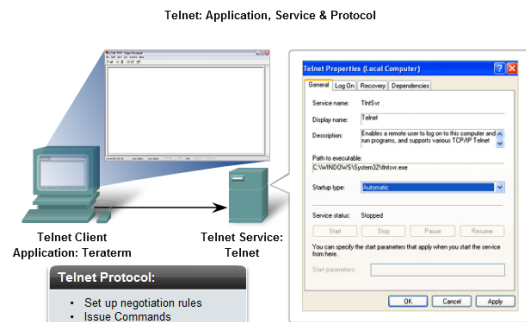 Telnet: Application, Service & Protocol
Telnet Client
Application: Teraterm
Telnet Service:
Telnet
Telnet Protocol:
• Set up negotiation rules
• Issue Commands
Telnet Properties (Local Computer)
General Log On Recovery Dependencies
Service name: TlntSvr
Display name: Telnet
Description: Enables a remote user to log on to this computer and
run programs, and supports various TCP/IP Telnet
Path to executable:
C:\WINDOWS\System32\tlntsvr.exe
Startup type: Automatic
Service status: Stopped
Start Stop Pause Resume
You can specify the start parameters that apply when you start the service
from here.
Start parameters:
OK Cancel Apply